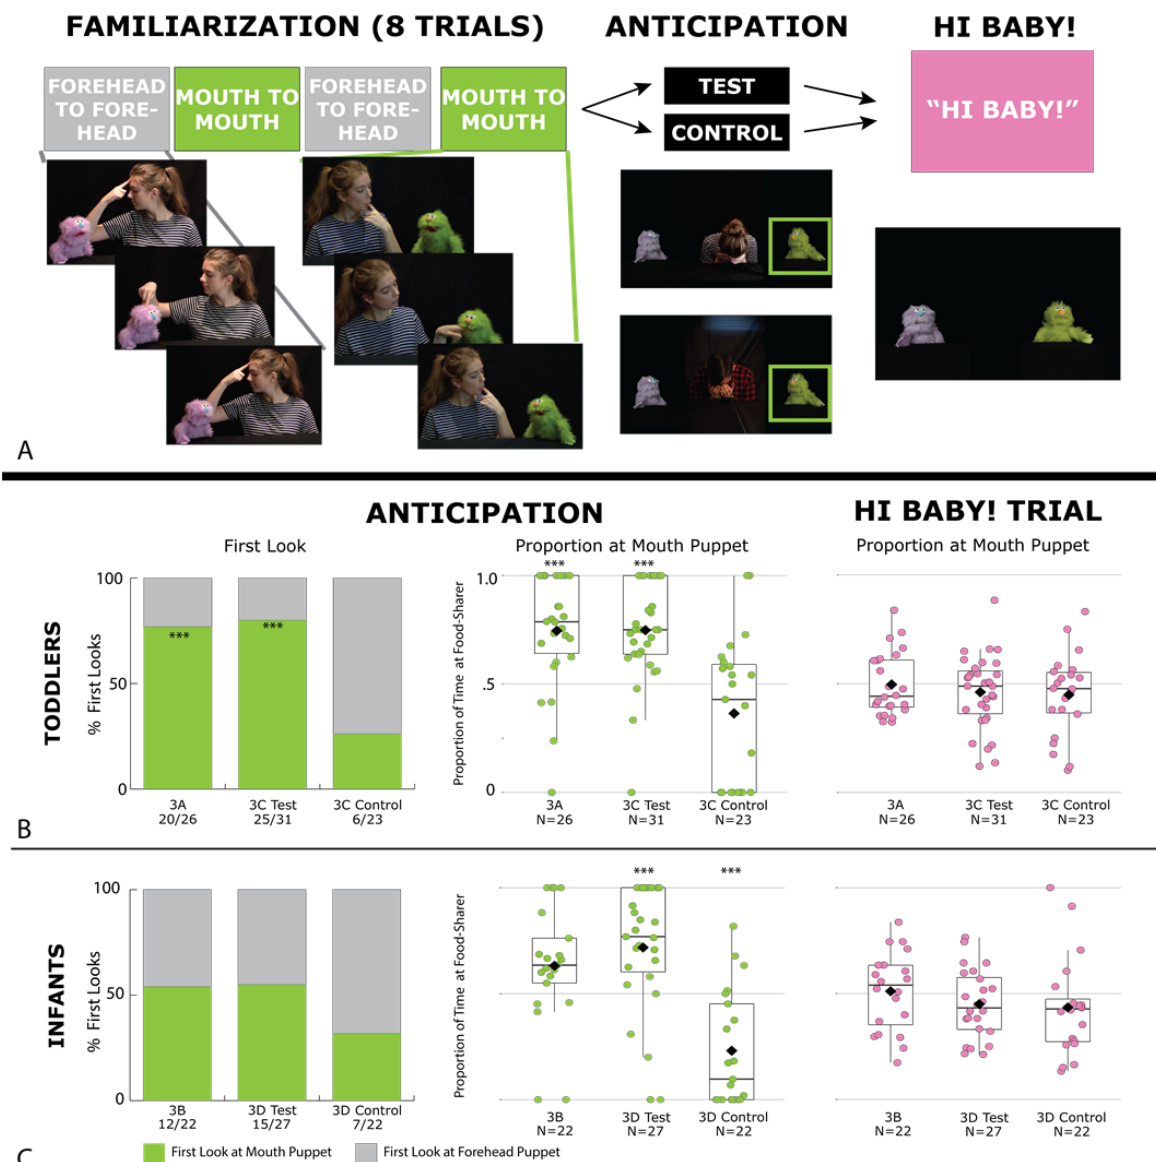 FAMILIARIZATION (8 TRIALS)
ANTICIPATION
HI BABY!
FOREHEAD
TO FORE-
HEAD
MOUTH TO
MOUTH
FOREHEAD
TO FORE-
HEAD
MOUTH TO
MOUTH
TEST
CONTROL
“HI BABY!”
A
ANTICIPATION
HI BABY! TRIAL
First Look
Proportion at Mouth Puppet
Proportion at Mouth Puppet
TODDLERS
% First Looks
100
50
0
***
***
3A
20/26
3C Test
25/31
3C Control
6/23
Proportion of Time at Food-Sharer
1.0
.5
0
***
***
3A
N=26
3C Test
N=31
3C Control
N=23
3A
N=26
3C Test
N=31
3C Control
N=23
B
INFANTS
% First Looks
100
50
0
3B
12/22
3D Test
15/27
3D Control
7/22
Proportion of Time at Food-Sharer
***
***
3B
N=22
3D Test
N=27
3D Control
N=22
3B
N=22
3D Test
N=27
3D Control
N=22
C
First Look at Mouth Puppet
First Look at Forehead Puppet